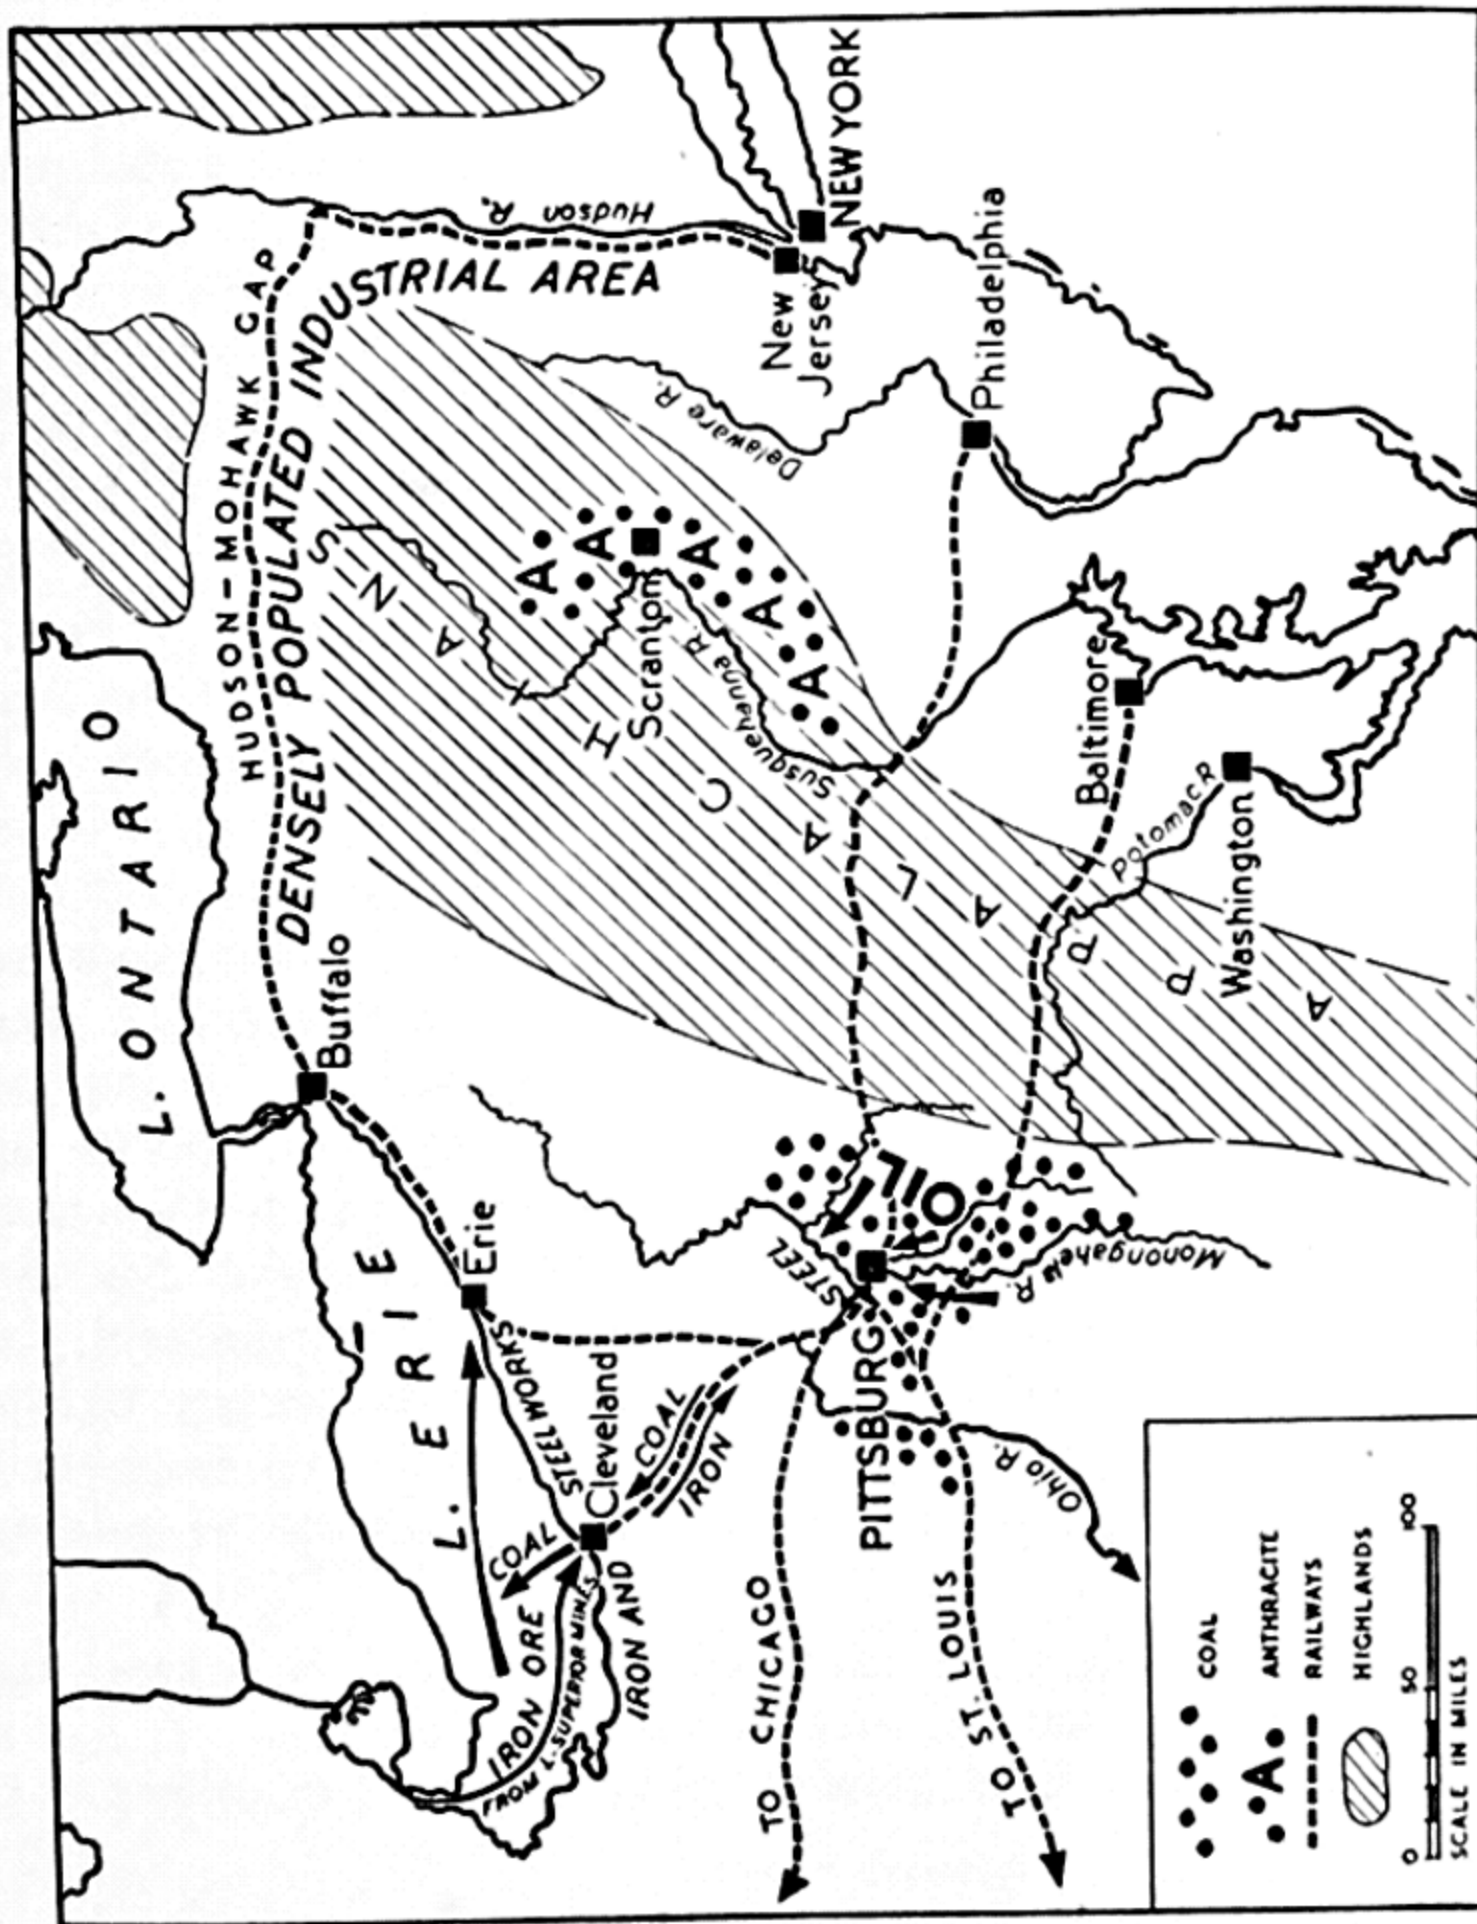 L. ONTARIO
HUDSON-MOHAWK GAP
DENSELY POPULATED INDUSTRIAL AREA
Hudson R.
NEW YORK
New
Jersey
Philadelphia
Delaware R.
Scranton
A
A
A
A
A
Susquehanna R.
APPALACHIANS
Baltimore
Potomac R
Washington
Buffalo
Erie
L. ERIE
STEEL WORKS
Cleveland
IRON AND
COAL
IRON ORE
FROM L. SUPERIOR MINES
COAL
IRON
STEEL
OIL
PITTSBURG
Monongahela R.
Ohio R.
TO CHICAGO
TO ST. LOUIS
COAL
A ANTHRACITE
RAILWAYS
HIGHLANDS
0 50 100
SCALE IN MILES